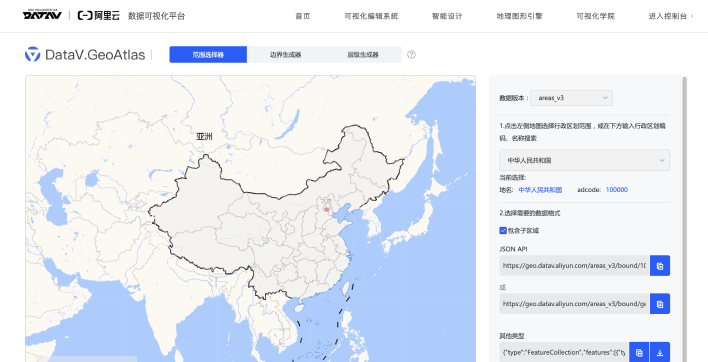 DATAV 阿里云 数据可视化平台 首页 可视化编辑系统 智能设计 地理图形引擎 可视化学院 进入控制台
DataV.GeoAtlas 范围选择器 边界生成器 层级生成器
亚洲
数据版本： areas_v3
1.点击左侧地图选择行政区划范围，或在下方输入行政区划编
码、名称搜索
中华人民共和国
当前选择:
地名: 中华人民共和国 adcode: 100000
2.选择需要的数据格式
包含子区域
JSON API
https://geo.datav.aliyun.com/areas_v3/bound/10
或
https://geo.datav.aliyun.com/areas_v3/bound/ge
其他类型
{"type":"FeatureCollection","features":[{"ty